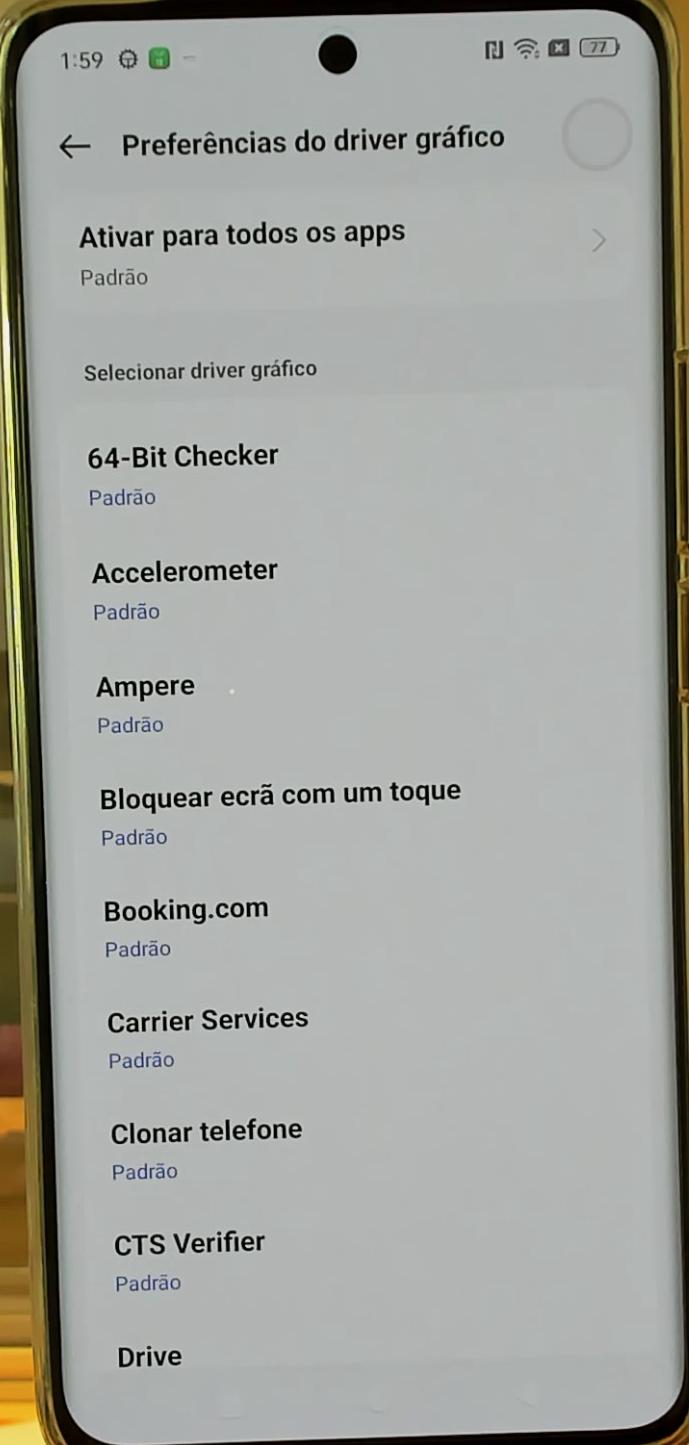 1:59
77
Preferências do driver gráfico
Ativar para todos os apps
Padrão
Selecionar driver gráfico
64-Bit Checker
Padrão
Accelerometer
Padrão
Ampere
Padrão
Bloquear ecrã com um toque
Padrão
Booking.com
Padrão
Carrier Services
Padrão
Clonar telefone
Padrão
CTS Verifier
Padrão
Drive